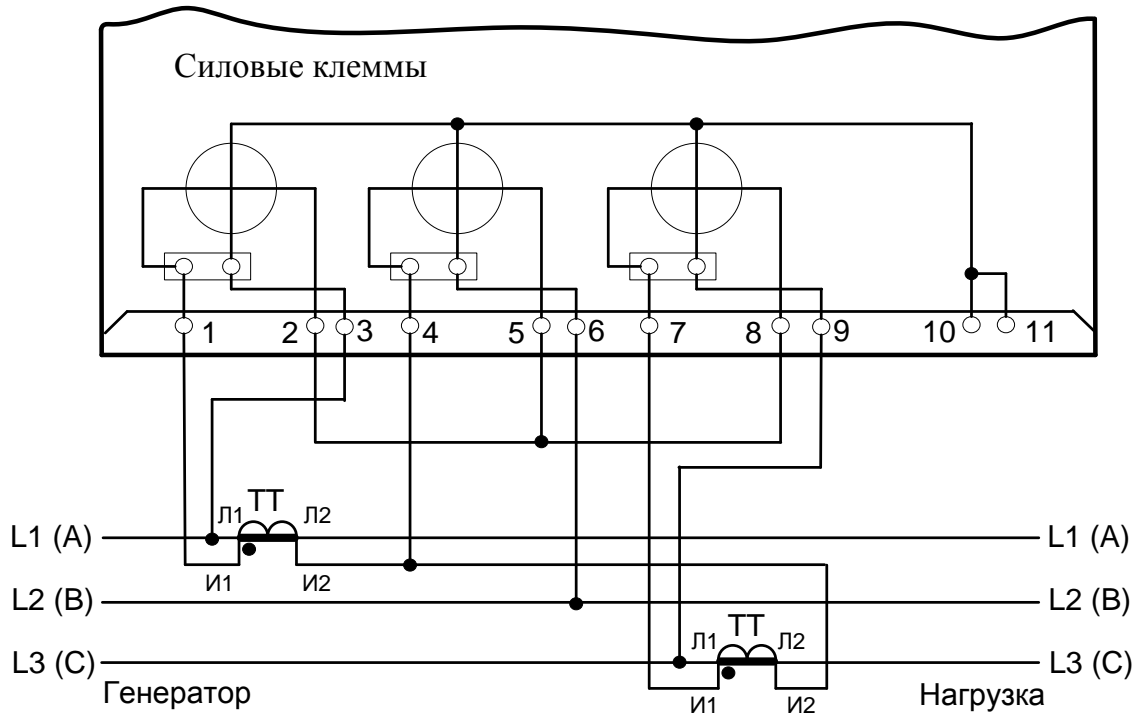 Силовые клеммы
1 2 3 4 5 6 7 8 9 10 11
Л1 ТТ Л2
L1 (A) L1 (A)
И1 И2
L2 (B) L2 (B)
Л1 ТТ Л2
L3 (C) L3 (C)
Генератор И1 И2 Нагрузка